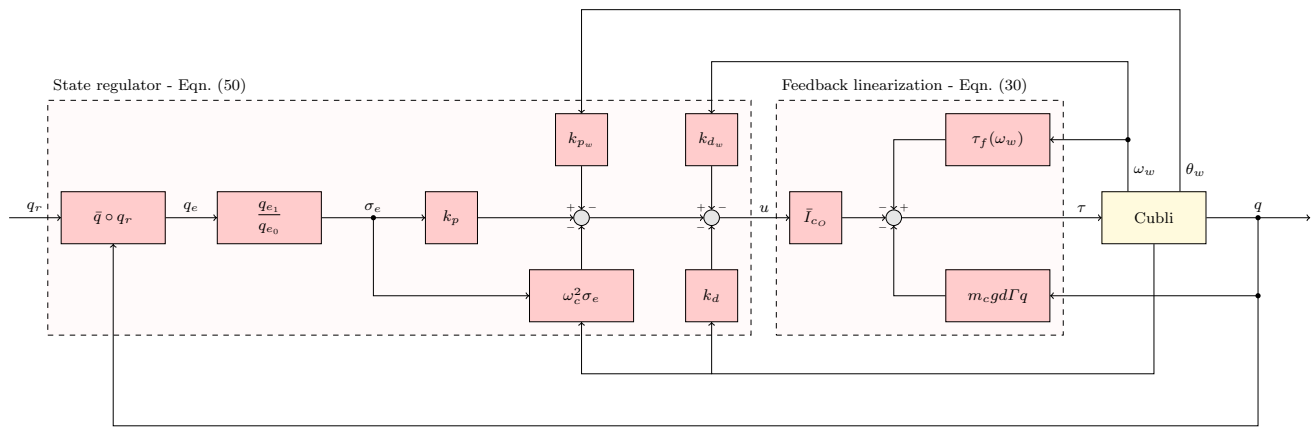 State regulator - Eqn. (50)
Feedback linearization - Eqn. (30)
k_{p_w}
k_{d_w}
τ_f(ω_w)
ω_w
θ_w
q_r
q̄ ∘ q_r
q_e
q_{e_1}
q_{e_0}
σ_e
k_p
+
−
−
+
−
−
u
Ī_{c_O}
−
+
−
τ
Cubli
q
ω_c^2 σ_e
k_d
m_c g d Γ q